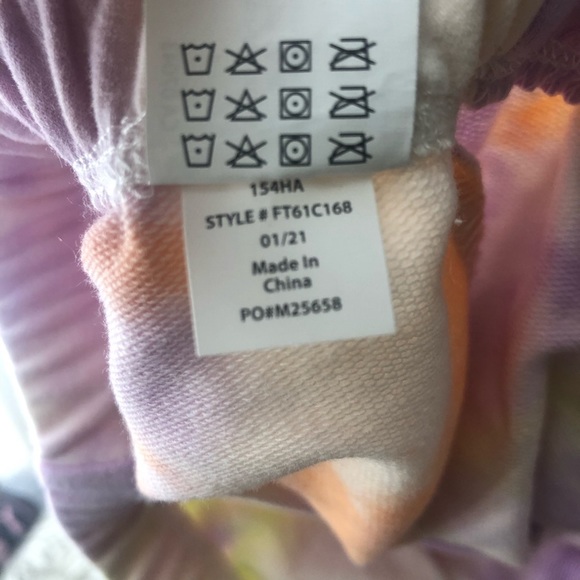 154HA
STYLE # FT61C168
01/21
Made In
China
PO#M25658